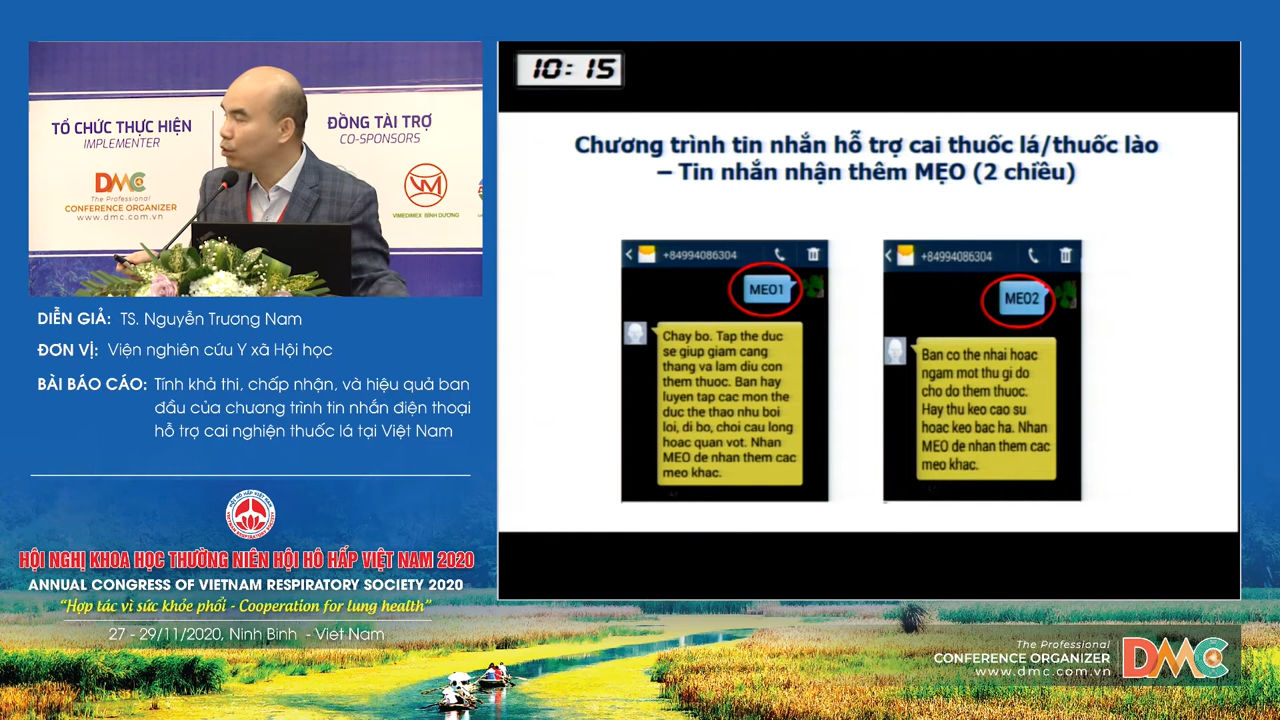 TỔ CHỨC THỰC HIỆN
IMPLEMENTER
DMC
The Professional
CONFERENCE ORGANIZER
www.dmc.com.vn
ĐỒNG TÀI TRỢ
CO-SPONSORS
VIMEDIMEX BÌNH DƯƠNG
DIỄN GIẢ: TS. Nguyễn Trương Nam
ĐƠN VỊ: Viện nghiên cứu Y xã Hội học
BÀI BÁO CÁO: Tính khả thi, chấp nhận, và hiệu quả ban
đầu của chương trình tin nhắn điện thoại
hỗ trợ cai nghiện thuốc lá tại Việt Nam
HỘI HÔ HẤP VIỆT NAM
VIETNAM RESPIRATORY SOCIETY
HỘI NGHỊ KHOA HỌC THƯỜNG NIÊN HỘI HÔ HẤP VIỆT NAM 2020
ANNUAL CONGRESS OF VIETNAM RESPIRATORY SOCIETY 2020
“Hợp tác vì sức khỏe phổi - Cooperation for lung health”
27 - 29/11/2020, Ninh Bình - Việt Nam
10:15
Chương trình tin nhắn hỗ trợ cai thuốc lá/thuốc lào
– Tin nhắn nhận thêm MẸO (2 chiều)
+84994086304
MEO1
Chay bo. Tap the duc
se giup giam cang
thang va lam diu con
them thuoc. Ban hay
luyen tap cac mon the
duc the thao nhu boi
loi, di bo, choi cau long
hoac quan vot. Nhan
MEO de nhan them cac
meo khac.
+84994086304
MEO2
Ban co the nhai hoac
ngam mot thu gi do
cho do them thuoc.
Hay thu keo cao su
hoac keo bac ha. Nhan
MEO de nhan them cac
meo khac.
The Professional
CONFERENCE ORGANIZER
www.dmc.com.vn
DMC